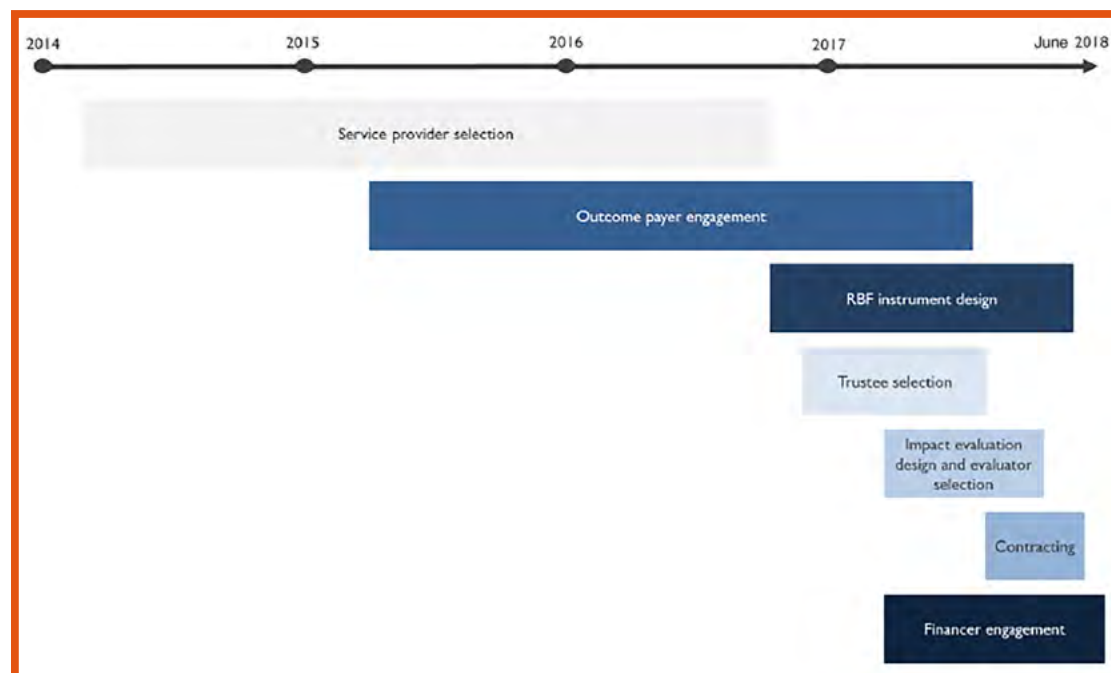 2014
2015
2016
2017
June 2018
Service provider selection
Outcome payer engagement
RBF instrument design
Trustee selection
Impact evaluation
design and evaluator
selection
Contracting
Financer engagement